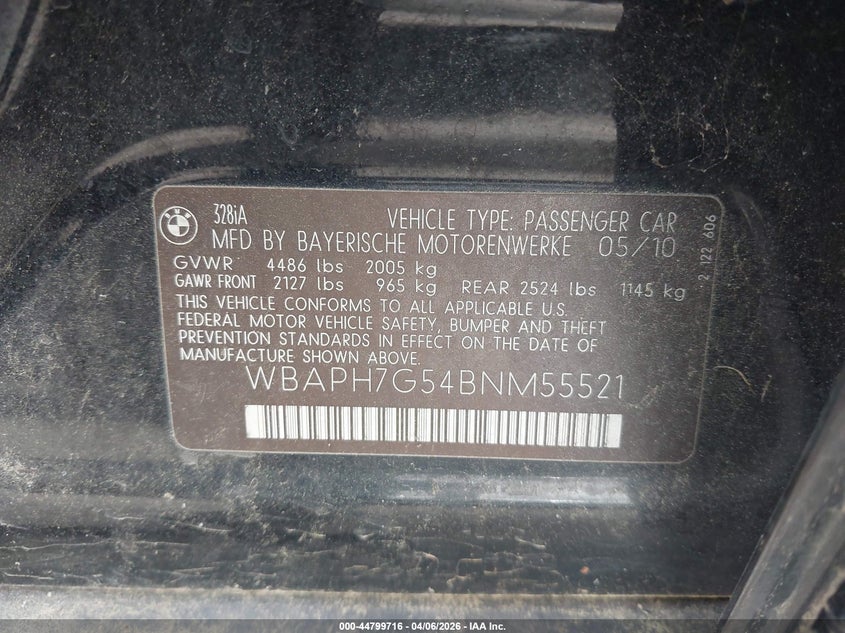 BMW
328iA
VEHICLE TYPE: PASSENGER CAR
MFD BY BAYERISCHE MOTORENWERKE 05/10
GVWR 4486 lbs 2005 kg
GAWR FRONT 2127 lbs 965 kg REAR 2524 lbs 1145 kg
THIS VEHICLE CONFORMS TO ALL APPLICABLE U.S.
FEDERAL MOTOR VEHICLE SAFETY, BUMPER AND THEFT
PREVENTION STANDARDS IN EFFECT ON THE DATE OF
MANUFACTURE SHOWN ABOVE.
WBAPH7G54BNM55521
2 122 606
000-44799716 - 04/06/2026 - IAA Inc.